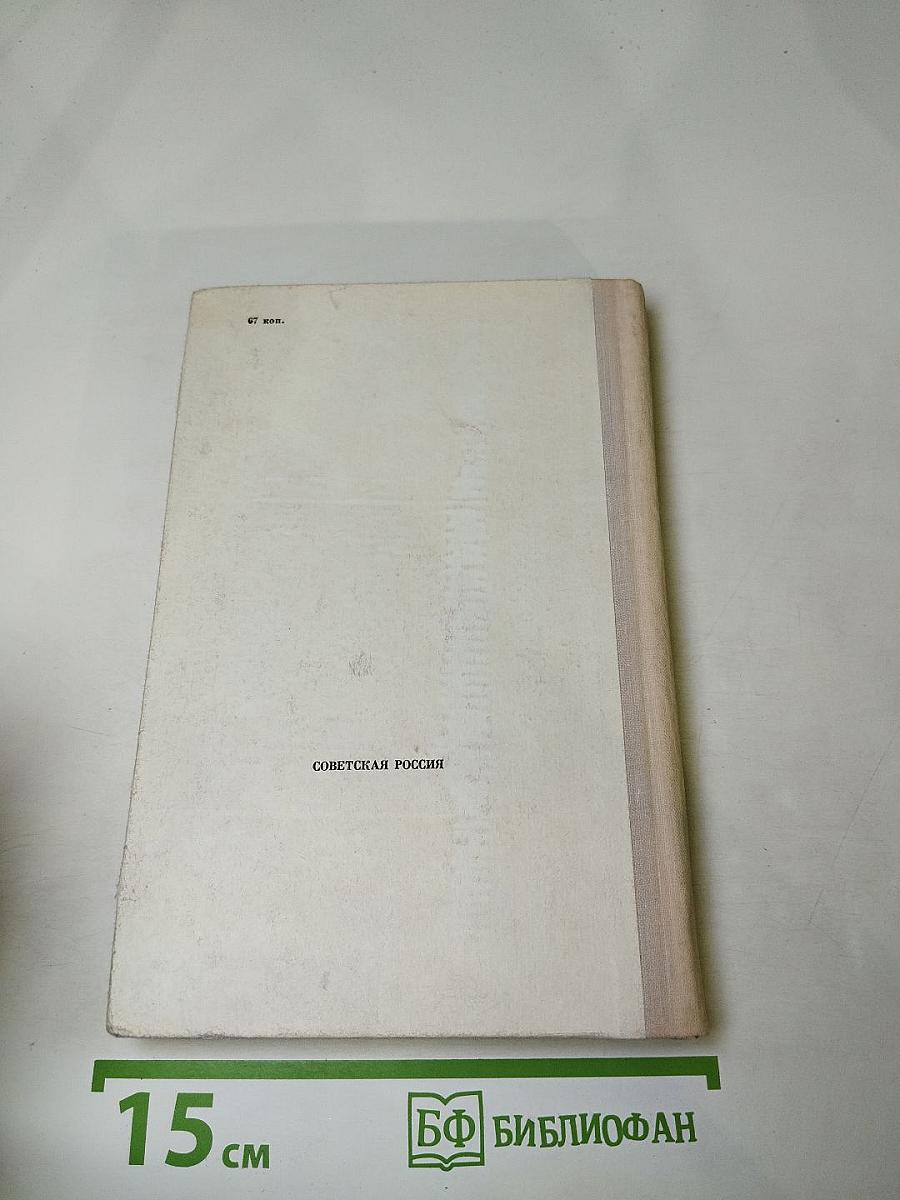 67 коп.
СОВЕТСКАЯ РОССИЯ
15 см
БФ БИБЛИОФАН